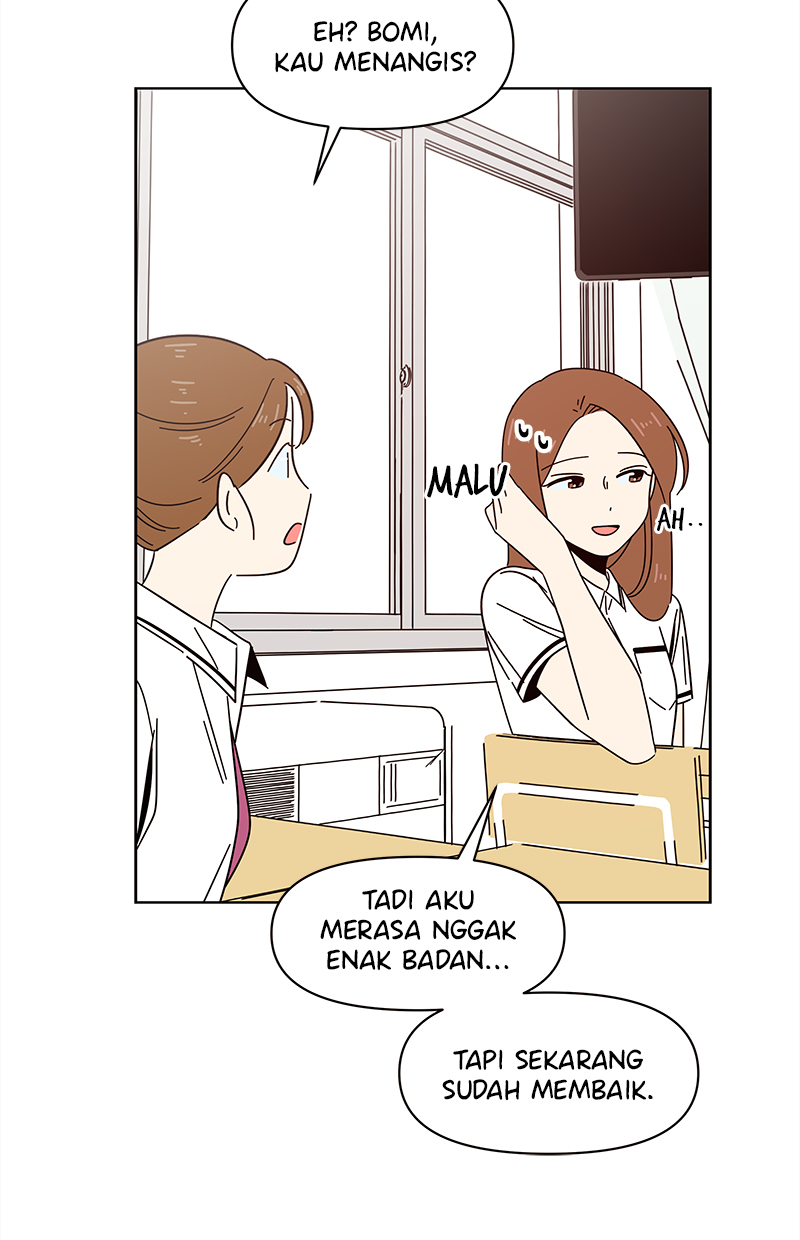 EH? BOMI,
KAU MENANGIS?
MALU
AH..
TADI AKU
MERASA NGGAK
ENAK BADAN...
TAPI SEKARANG
SUDAH MEMBAIK.